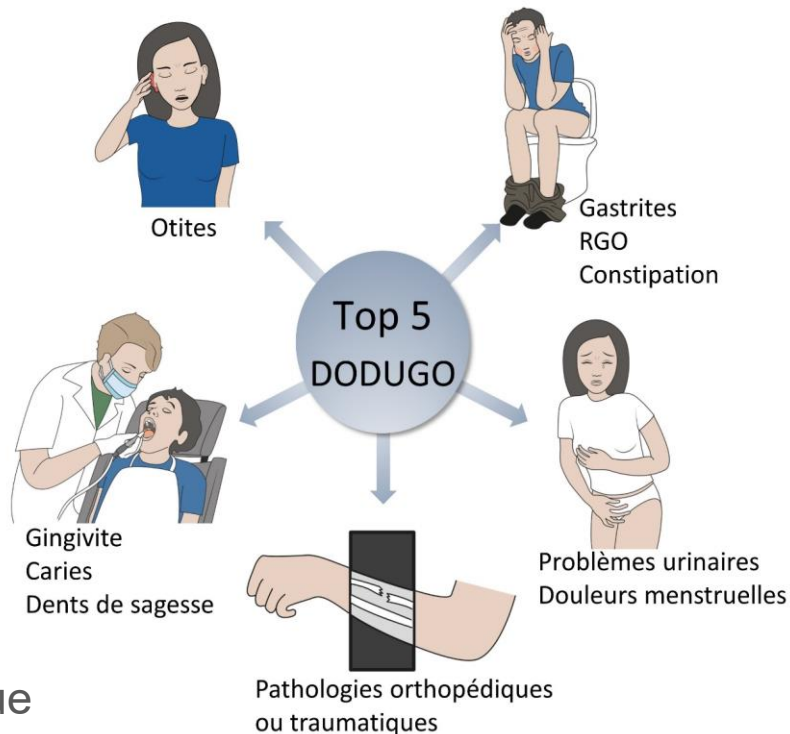 Otites
Gastrites
RGO
Constipation
Top 5
DODUGO
Gingivite
Caries
Dents de sagesse
Problèmes urinaires
Douleurs menstruelles
Pathologies orthopédiques
ou traumatiques